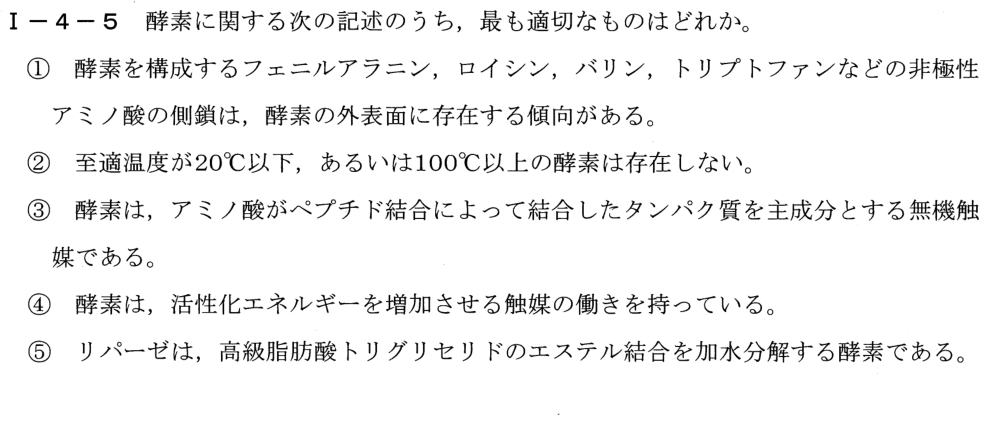 Ⅰ－４－５　酵素に関する次の記述のうち，最も適切なものはどれか。
①　酵素を構成するフェニルアラニン，ロイシン，バリン，トリプトファンなどの非極性
アミノ酸の側鎖は，酵素の外表面に存在する傾向がある。
②　至適温度が20℃以下，あるいは100℃以上の酵素は存在しない。
③　酵素は，アミノ酸がペプチド結合によって結合したタンパク質を主成分とする無機触
媒である。
④　酵素は，活性化エネルギーを増加させる触媒の働きを持っている。
⑤　リパーゼは，高級脂肪酸トリグリセリドのエステル結合を加水分解する酵素である。